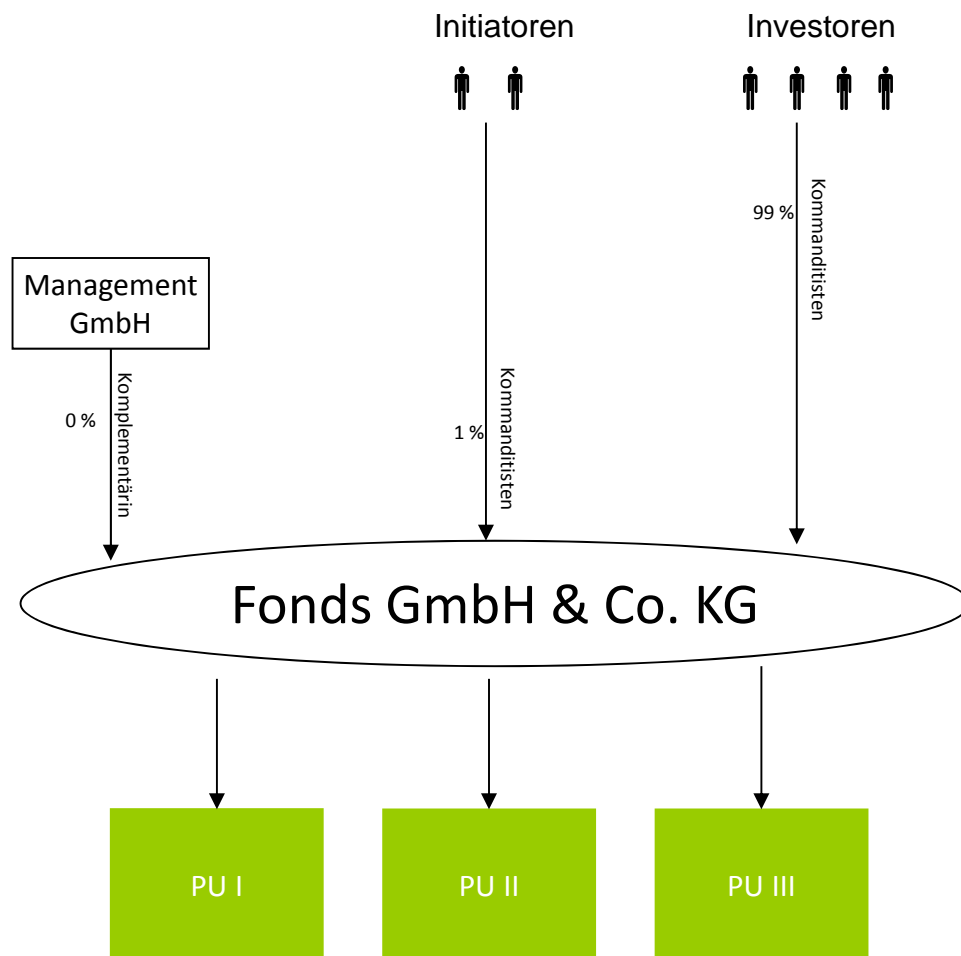 Initiatoren
Investoren
99 %
Kommanditisten
Management
GmbH
0 %
Komplementärin
1 %
Kommanditisten
Fonds GmbH & Co. KG
PU I
PU II
PU III